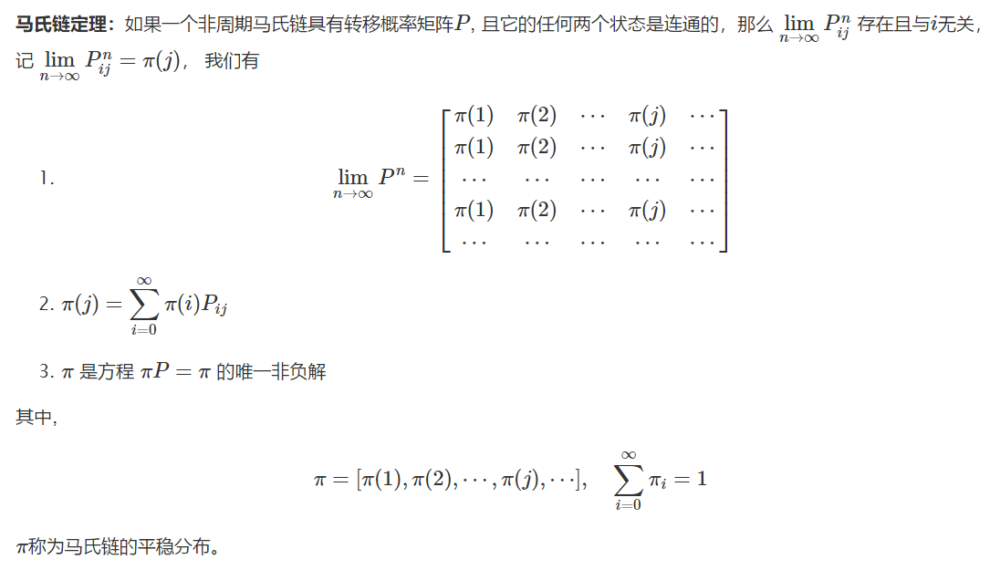 马氏链定理：如果一个非周期马氏链具有转移概率矩阵$P$, 且它的任何两个状态是连通的，那么 $\lim_{n \to \infty} P_{ij}^n$ 存在且与$i$无关，
记 $\lim_{n \to \infty} P_{ij}^n = \pi(j)$， 我们有
1. $\lim_{n \to \infty} P^n = \begin{bmatrix} \pi(1) & \pi(2) & \cdots & \pi(j) & \cdots \\ \pi(1) & \pi(2) & \cdots & \pi(j) & \cdots \\ \cdots & \cdots & \cdots & \cdots & \cdots \\ \pi(1) & \pi(2) & \cdots & \pi(j) & \cdots \\ \cdots & \cdots & \cdots & \cdots & \cdots \end{bmatrix}$
2. $\pi(j) = \sum_{i=0}^{\infty} \pi(i) P_{ij}$
3. $\pi$ 是方程 $\pi P = \pi$ 的唯一非负解
其中,
$\pi = [\pi(1), \pi(2), \cdots, \pi(j), \cdots], \quad \sum_{i=0}^{\infty} \pi_i = 1$
$\pi$称为马氏链的平稳分布。